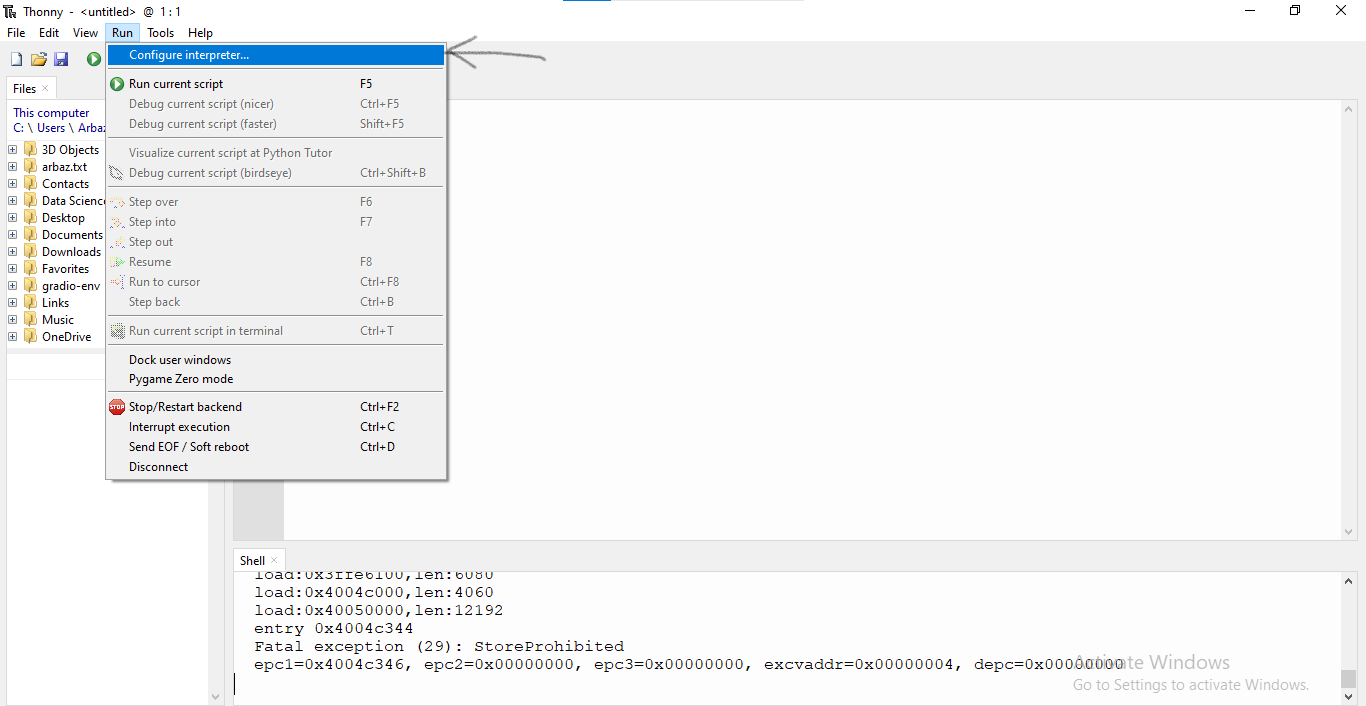 Thonny - <untitled> @ 1:1
File Edit View Run Tools Help
Configure interpreter...
Run current script F5
Debug current script (nicer) Ctrl+F5
Debug current script (faster) Shift+F5
Visualize current script at Python Tutor
Debug current script (birdseye) Ctrl+Shift+B
Step over F6
Step into F7
Step out
Resume F8
Run to cursor Ctrl+F8
Step back Ctrl+B
Run current script in terminal Ctrl+T
Dock user windows
Pygame Zero mode
STOP Stop/Restart backend Ctrl+F2
Interrupt execution Ctrl+C
Send EOF / Soft reboot Ctrl+D
Disconnect
Files
This computer
C: \ Users \ Arbaz
3D Objects
arbaz.txt
Contacts
Data Science
Desktop
Documents
Downloads
Favorites
gradio-env
Links
Music
OneDrive
Shell
load:0x3ffe6100,len:6080
load:0x4004c000,len:4060
load:0x40050000,len:12192
entry 0x4004c344
Fatal exception (29): StoreProhibited
epc1=0x4004c346, epc2=0x00000000, epc3=0x00000000, excvaddr=0x00000004, depc=0x00000000
Activate Windows
Go to Settings to activate Windows.